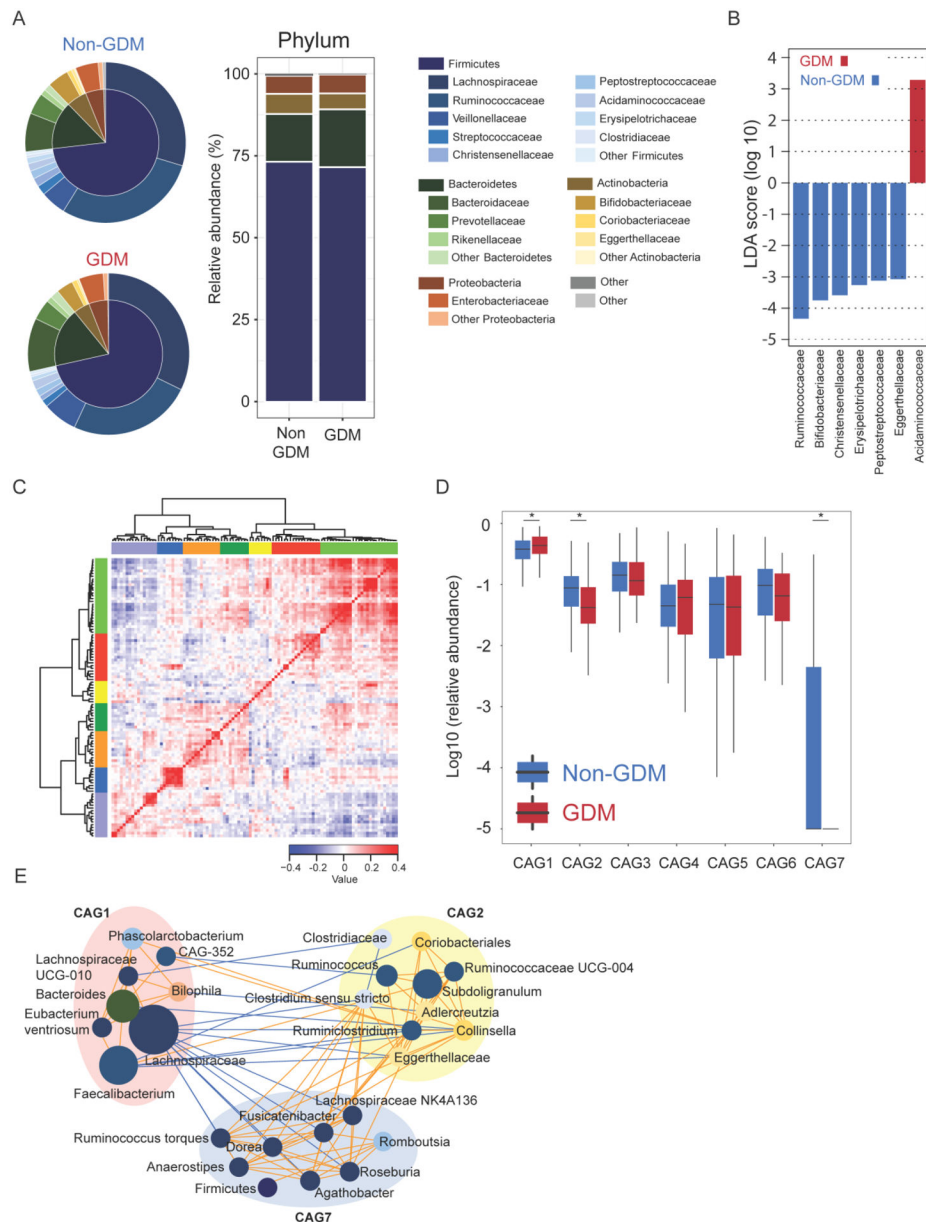 A
Non-GDM
GDM
Phylum
Relative abundance (%)
100
75
50
25
0
Non
GDM
GDM
Firmicutes
Lachnospiraceae
Ruminococcaceae
Veillonellaceae
Streptococcaceae
Christensenellaceae
Peptostreptococcaceae
Acidaminococcaceae
Erysipelotrichaceae
Clostridiaceae
Other Firmicutes
Bacteroidetes
Bacteroidaceae
Prevotellaceae
Rikenellaceae
Other Bacteroidetes
Actinobacteria
Bifidobacteriaceae
Coriobacteriaceae
Eggerthellaceae
Other Actinobacteria
Proteobacteria
Enterobacteriaceae
Other Proteobacteria
Other
Other
B
GDM
Non-GDM
LDA score (log 10)
4
3
2
1
0
-1
-2
-3
-4
-5
Ruminococcaceae
Bifidobacteriaceae
Christensenellaceae
Erysipelotrichaceae
Peptostreptococcaceae
Eggerthellaceae
Acidaminococcaceae
C
−0.4 −0.2 0 0.2 0.4
Value
D
Log10 (relative abundance)
0
-1
-2
-3
-4
-5
* * *
Non-GDM
GDM
CAG1 CAG2 CAG3 CAG4 CAG5 CAG6 CAG7
E
CAG1
Phascolarctobacterium
CAG-352
Lachnospiraceae
UCG-010
Bacteroides
Bilophila
Eubacterium
ventriosum
Lachnospiraceae
Faecalibacterium
CAG2
Clostridiaceae
Coriobacteriales
Ruminococcus
Ruminococcaceae UCG-004
Subdoligranulum
Clostridium sensu stricto
Adlercreutzia
Ruminiclostridium
Collinsella
Eggerthellaceae
Lachnospiraceae NK4A136
Fusicatenibacter
Ruminococcus torques
Dorea
Romboutsia
Anaerostipes
Roseburia
Firmicutes
Agathobacter
CAG7